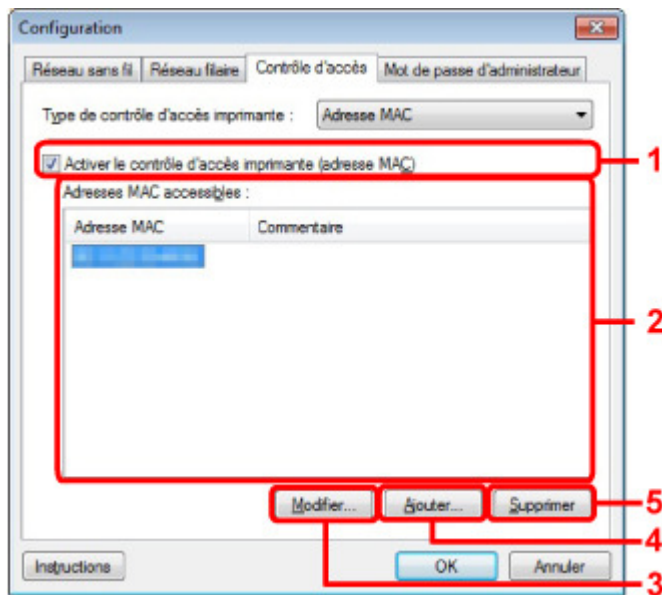 Configuration
Réseau sans fil
Réseau filaire
Contrôle d'accès
Mot de passe d'administrateur
Type de contrôle d'accès imprimante :
Adresse MAC
Activer le contrôle d'accès imprimante (adresse MAC)
1
Adresses MAC accessibles :
Adresse MAC
Commentaire
2
Modifier...
Ajouter...
Supprimer
5
4
Instructions
OK
Annuler
3